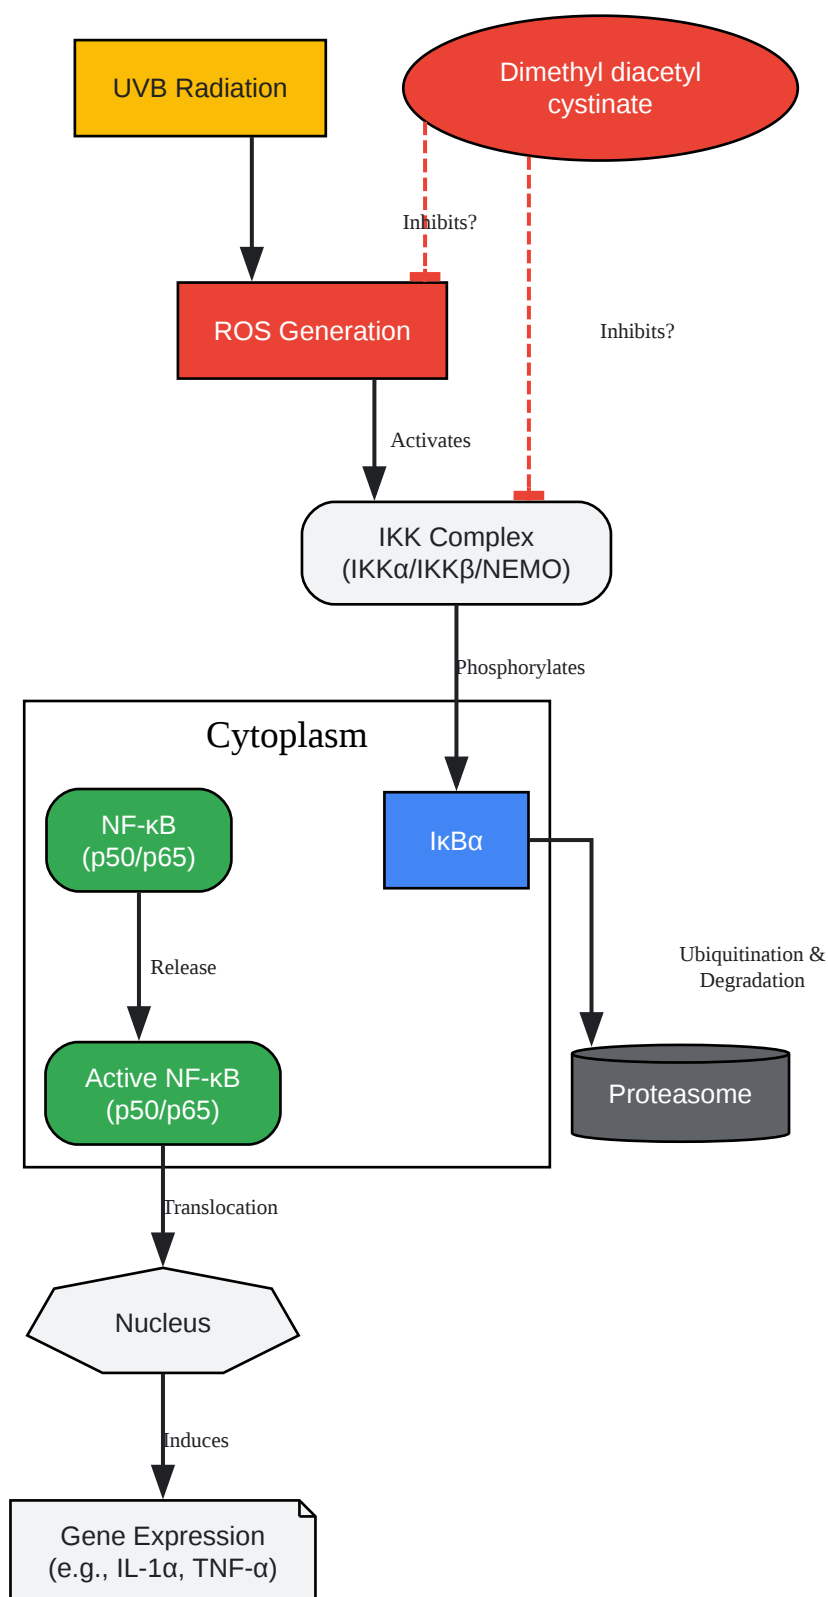 UVB Radiation
Dimethyl diacetyl
cystinate
Inhibits?
ROS Generation
Inhibits?
Activates
IKK Complex
(IKKα/IKKβ/NEMO)
Phosphorylates
Cytoplasm
NF-κB
(p50/p65)
IκBα
Release
Ubiquitination &
Degradation
Active NF-κB
(p50/p65)
Proteasome
Translocation
Nucleus
Induces
Gene Expression
(e.g., IL-1α, TNF-α)